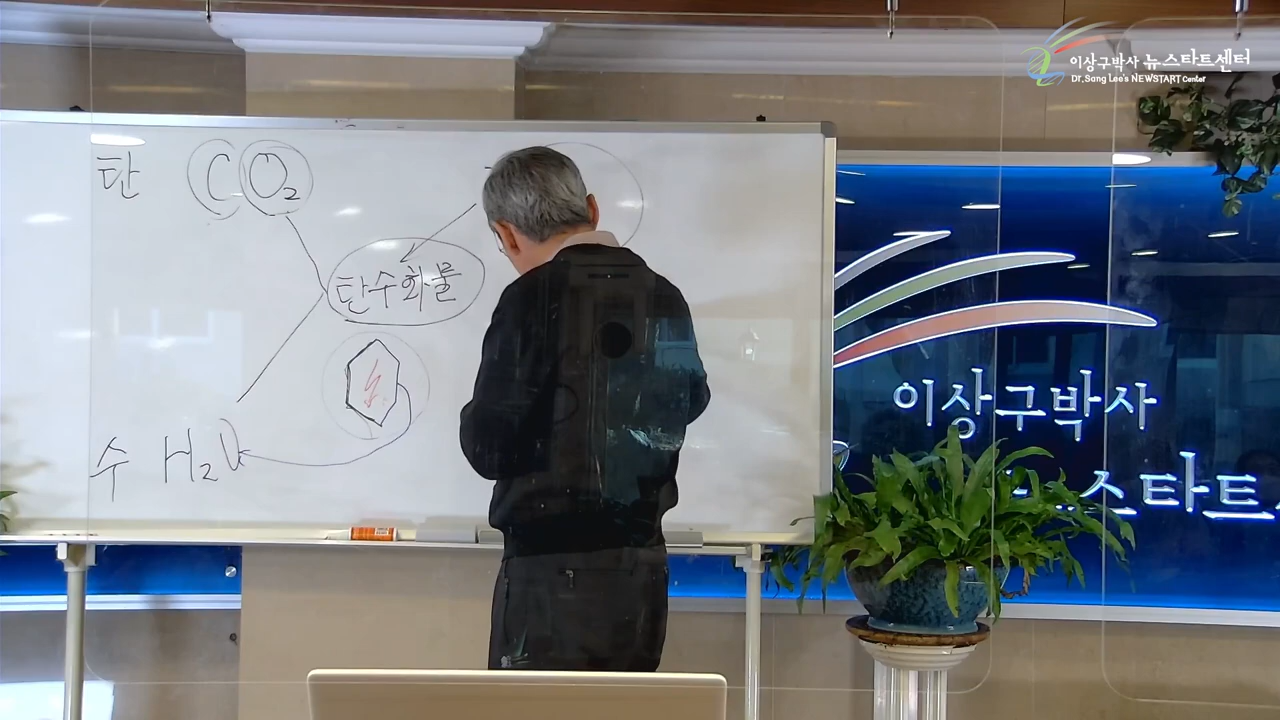 이상구박사 뉴스타트센터
Dr. Sang Lee's NEWSTART Center
탄 CO₂
탄수화물
수 H₂O
이상구박사
스타트